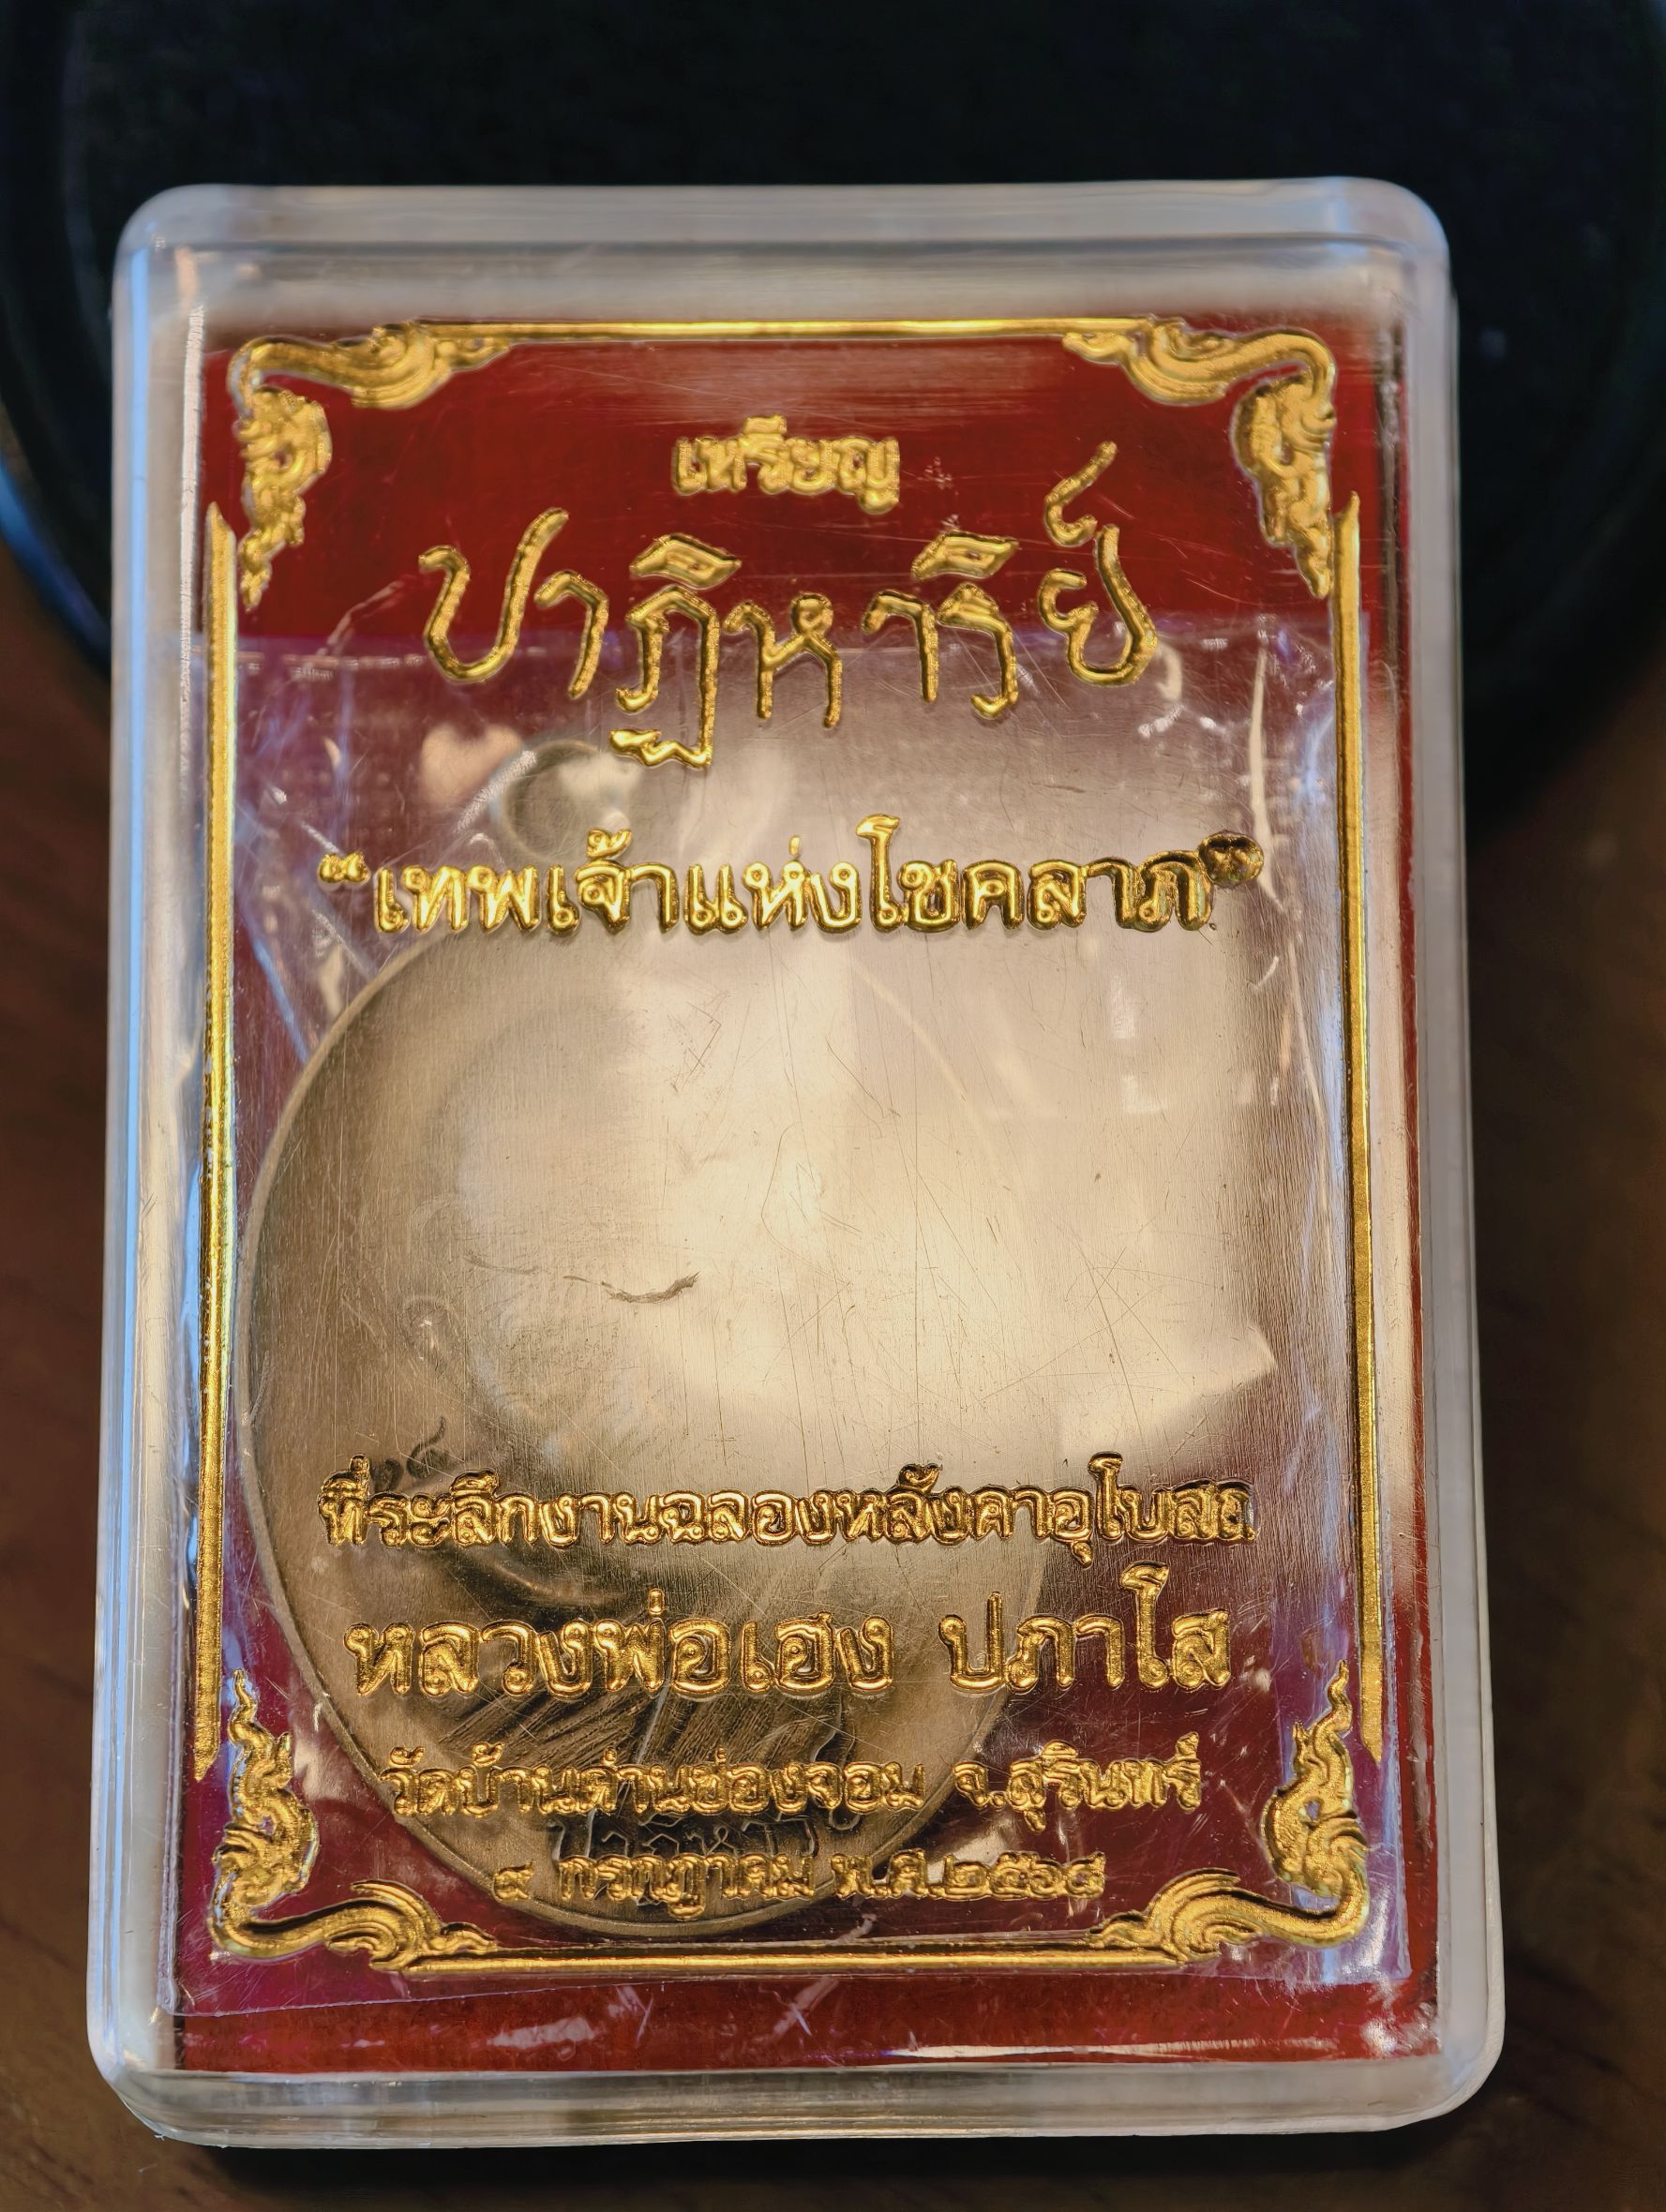 เหรียญ
ปาฏิหาริย์
“เทพเจ้าแห่งโชคลาภ”
ที่ระลึกงานฉลองหลังคาอุโบสถ
หลวงพ่อเฮง ปภาโส
วัดบ้านด่านช่องจอม จ.สุรินทร์
๙ กรกฎาคม พ.ศ.๒๕๖๙